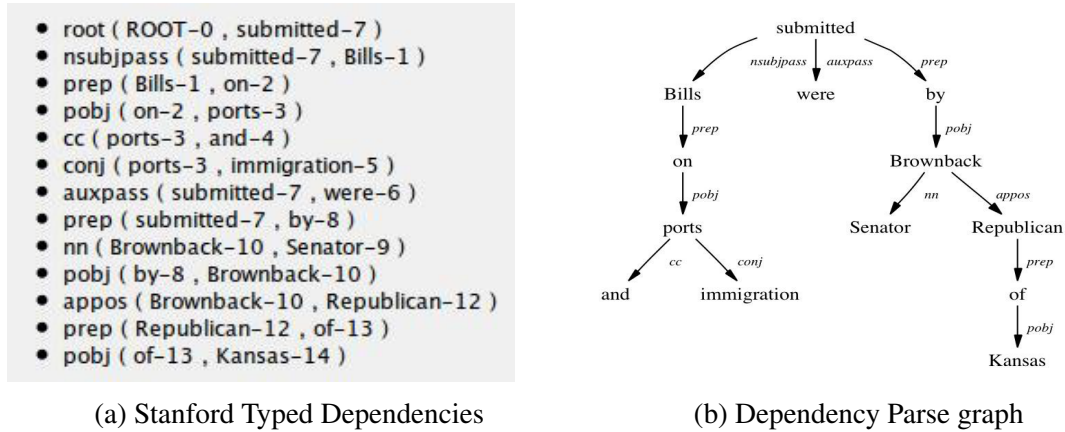 • root ( ROOT-0 , submitted-7 )
• nsubjpass ( submitted-7 , Bills-1 )
• prep ( Bills-1 , on-2 )
• pobj ( on-2 , ports-3 )
• cc ( ports-3 , and-4 )
• conj ( ports-3 , immigration-5 )
• auxpass ( submitted-7 , were-6 )
• prep ( submitted-7 , by-8 )
• nn ( Brownback-10 , Senator-9 )
• pobj ( by-8 , Brownback-10 )
• appos ( Brownback-10 , Republican-12 )
• prep ( Republican-12 , of-13 )
• pobj ( of-13 , Kansas-14 )
(a) Stanford Typed Dependencies
submitted
nsubjpass auxpass prep
Bills were by
prep pobj
on Brownback
pobj nn appos
ports Senator Republican
cc conj prep
and immigration of
pobj
Kansas
(b) Dependency Parse graph